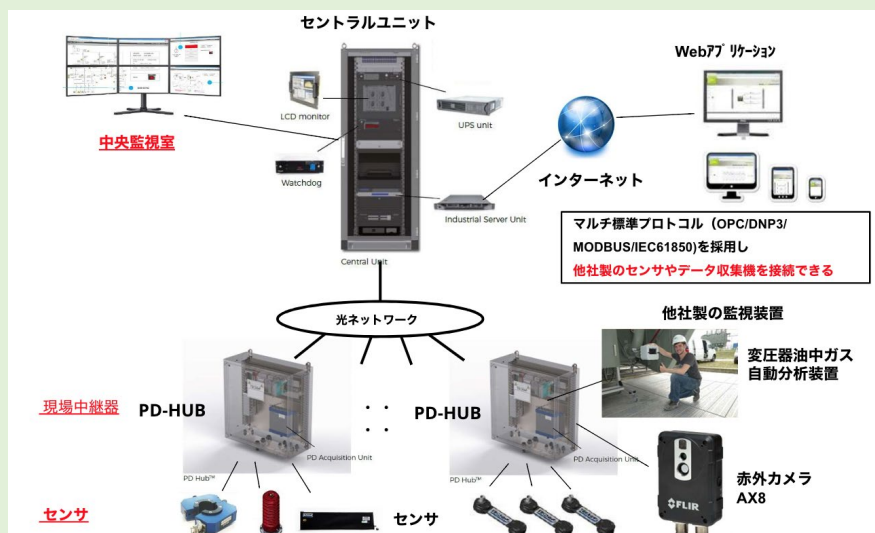 セントラルユニット
Webアプリケーション
LCD monitor
UPS unit
中央監視室
Watchdog
インターネット
Industrial Server Unit
マルチ標準プロトコル（OPC/DNP3/
MODBUS/IEC61850)を採用し
他社製のセンサやデータ収集機を接続できる
Central Unit
光ネットワーク
他社製の監視装置
変圧器油中ガス
自動分析装置
現場中継器
PD-HUB
: :
PD-HUB
PD Acquisition Unit
PD Hub™
PD Acquisition Unit
PD Hub™
赤外カメラ
AX8
FLIR
センサ
センサ